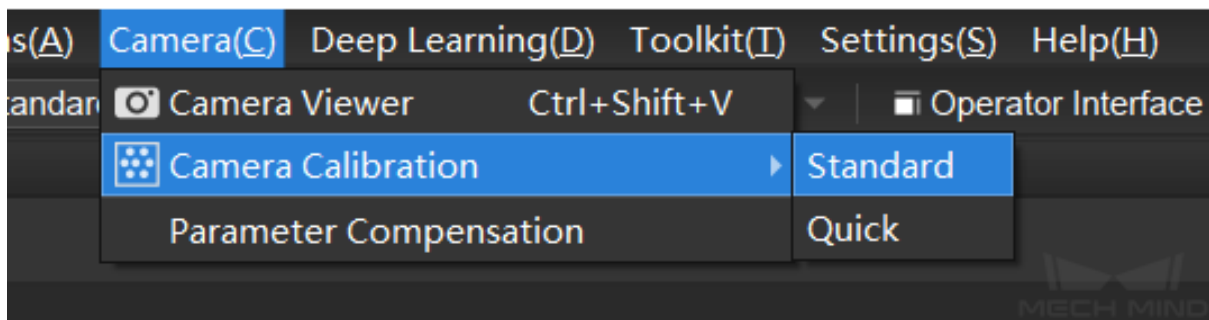 s(A) Camera(C) Deep Learning(D) Toolkit(T) Settings(S) Help(H)
tandard Camera Viewer Ctrl+Shift+V Operator Interface
Camera Calibration Standard
Parameter Compensation Quick
MECH MIND